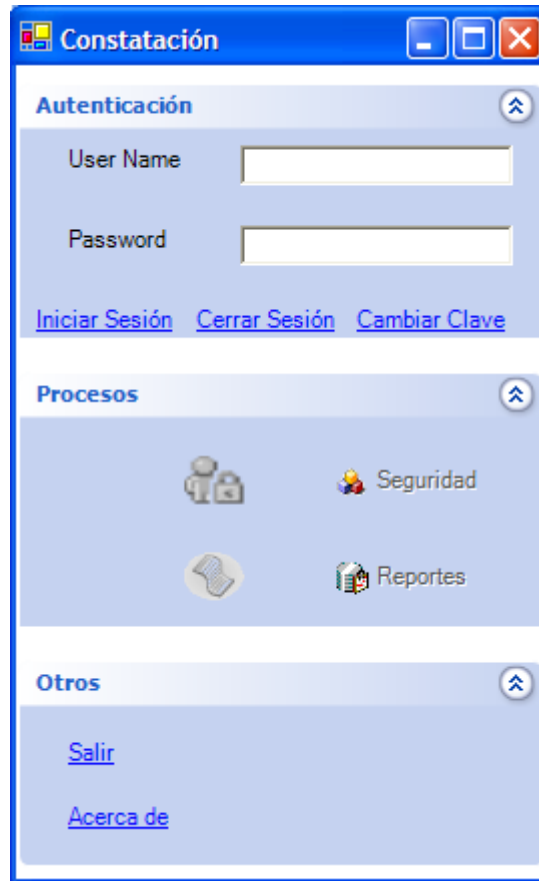 Constatación
Autenticación
User Name
Password
Iniciar Sesión Cerrar Sesión Cambiar Clave
Procesos
Seguridad
Reportes
Otros
Salir
Acerca de